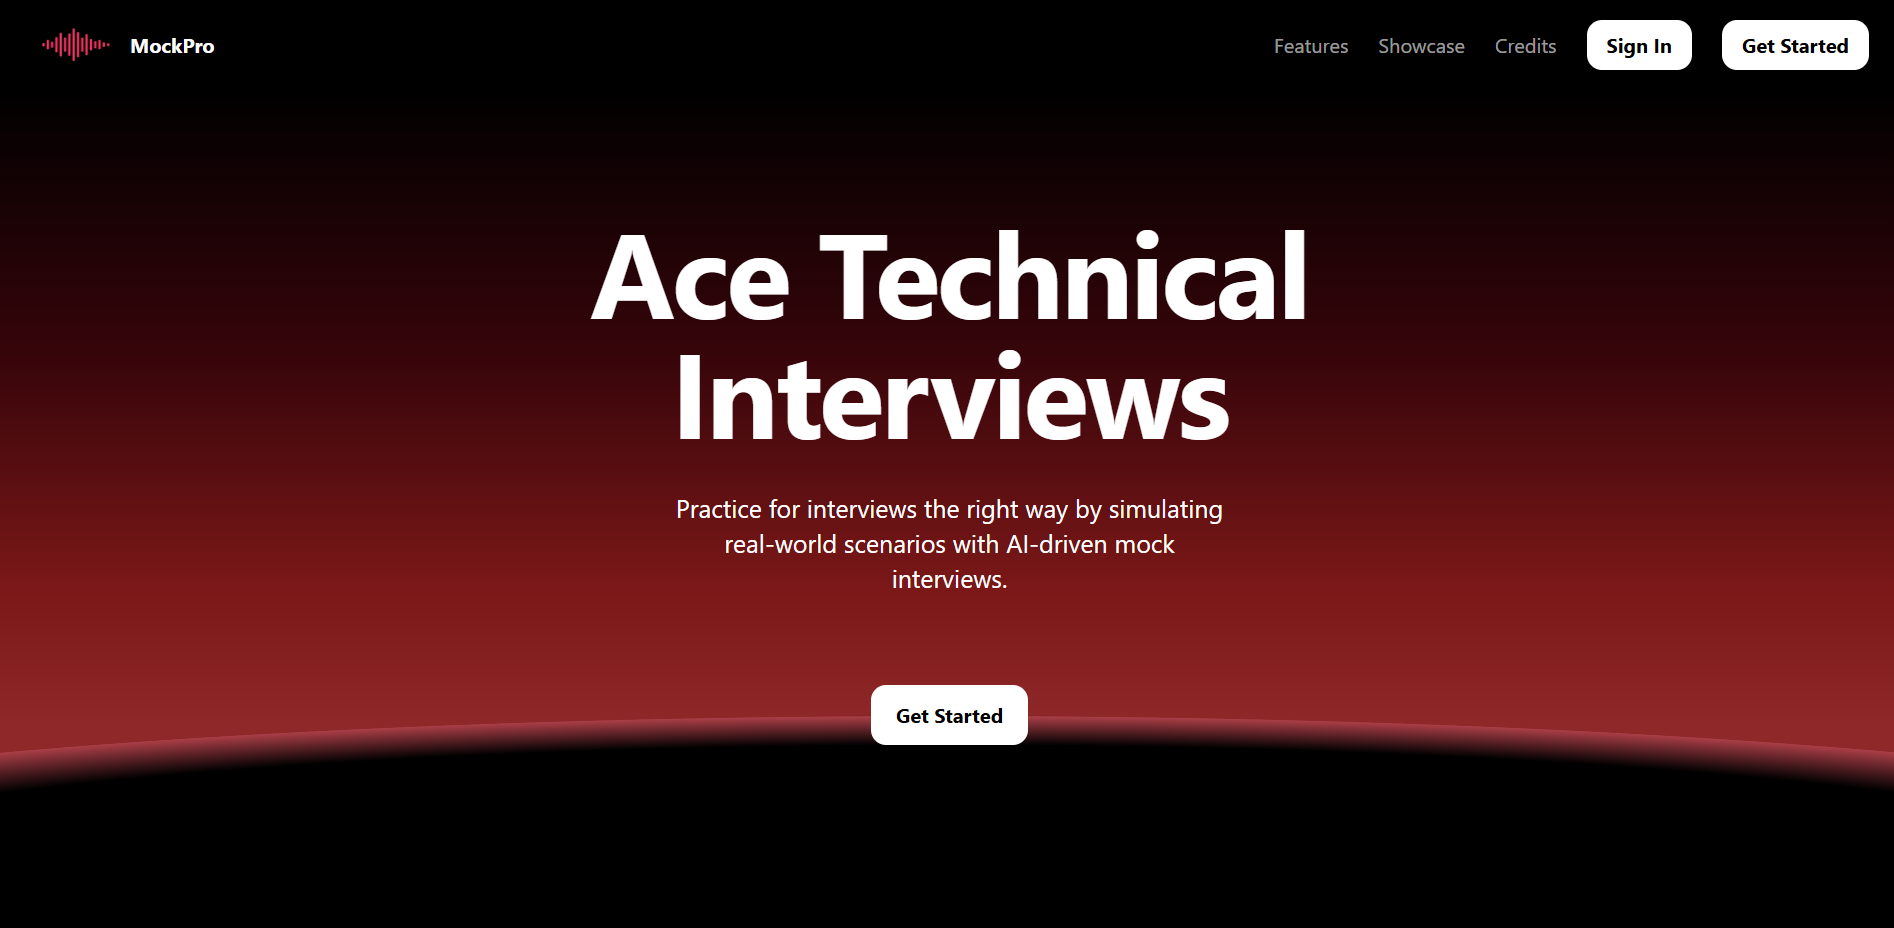 MockPro
Features
Showcase
Credits
Sign In
Get Started
Ace Technical
Interviews
Practice for interviews the right way by simulating
real-world scenarios with AI-driven mock
interviews.
Get Started